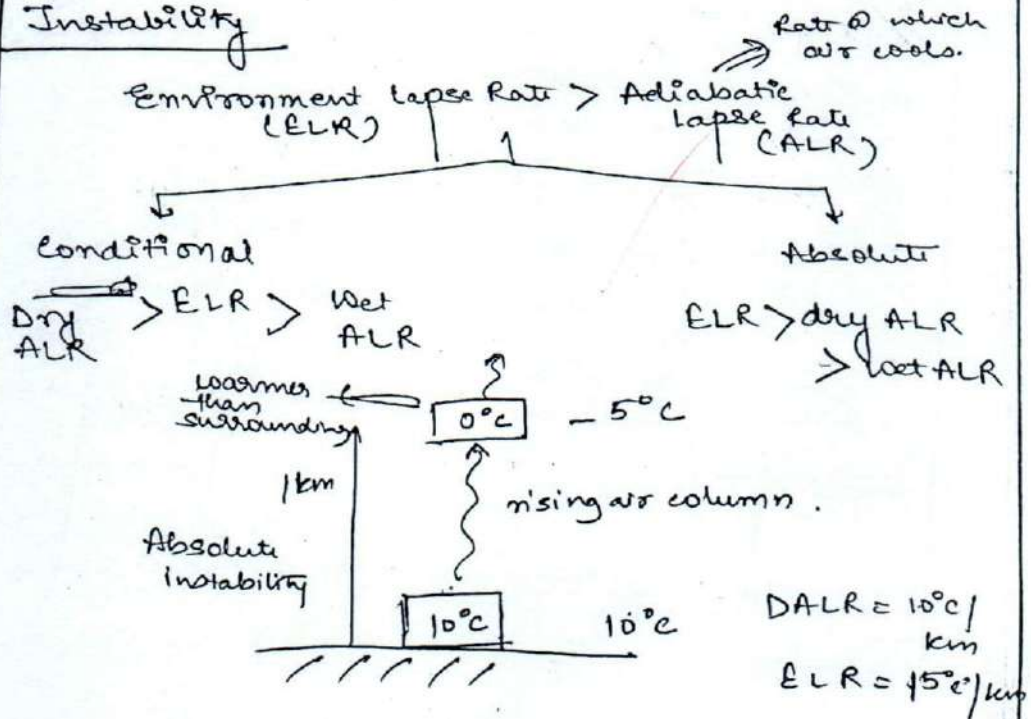 Instability
Rate @ which
air cools.
Environment Lapse Rate > Adiabatic
(ELR)
Lapse Rate
(ALR)
Conditional
Absolute
Dry
ALR
> ELR > Wet
ALR
ELR > dry ALR
> Wet ALR
warmer
than
surrounding
0°C
- 5°C
1km
rising air column.
Absolute
instability
10°C
10°C
DALR = 10°C/
km
ELR = 15°C/km